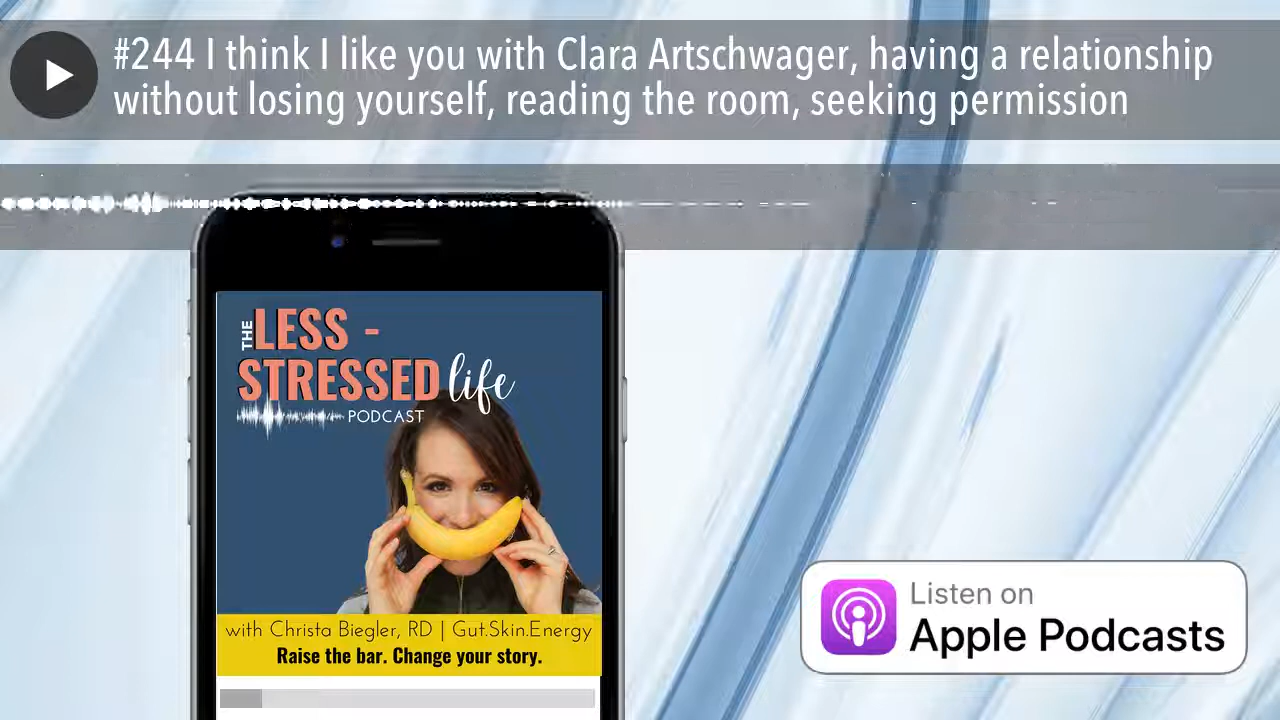 #244 I think I like you with Clara Artschwager, having a relationship
without losing yourself, reading the room, seeking permission
THE LESS -
STRESSED life
PODCAST
with Christa Biegler, RD | Gut.Skin.Energy
Raise the bar. Change your story.
Listen on
Apple Podcasts